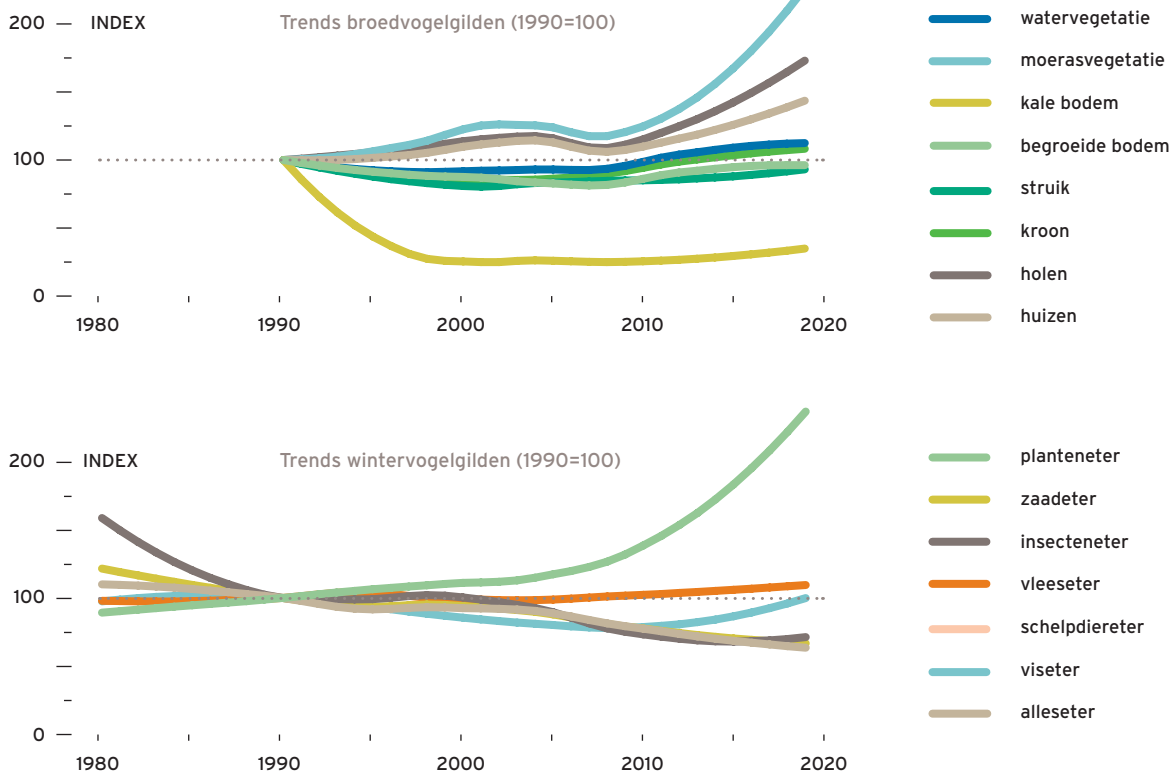 200 INDEX Trends broedvogelgilden (1990=100)
100
0
1980 1990 2000 2010 2020
watervegetatie
moerasvegetatie
kale bodem
begroeide bodem
struik
kroon
holen
huizen
200 INDEX Trends wintervogelgilden (1990=100)
100
0
1980 1990 2000 2010 2020
planteneter
zaadeter
insecteneter
vleeseter
schelpdiereter
viseter
alleseter